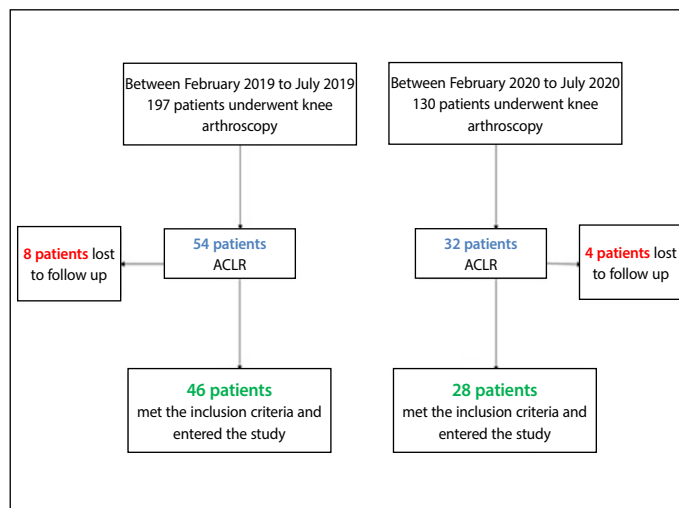 Between February 2019 to July 2019
197 patients underwent knee
arthroscopy
Between February 2020 to July 2020
130 patients underwent knee
arthroscopy
8 patients lost
to follow up
54 patients
ACLR
32 patients
ACLR
4 patients lost
to follow up
46 patients
met the inclusion criteria and
entered the study
28 patients
met the inclusion criteria and
entered the study